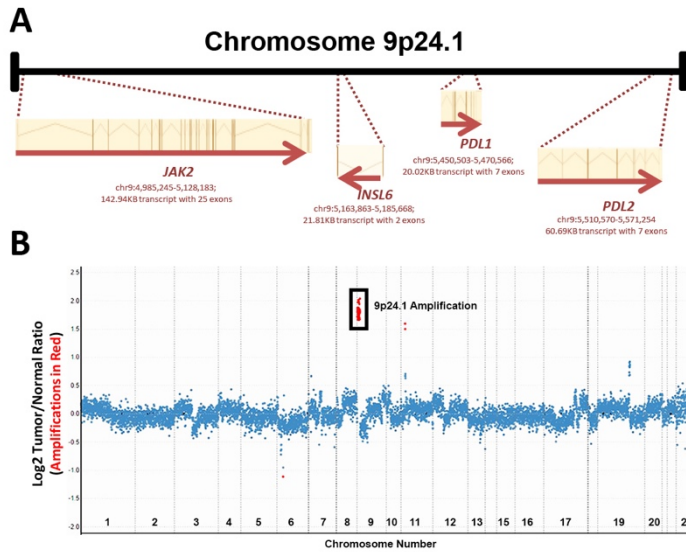 A
Chromosome 9p24.1
JAK2
chr9:4,985,245-5,128,183;
142.94KB transcript with 25 exons
INSL6
chr9:5,163,863-5,185,668;
21.81KB transcript with 2 exons
PDL1
chr9:5,450,503-5,470,566;
20.02KB transcript with 7 exons
PDL2
chr9:5,510,570-5,571,254
60.69KB transcript with 7 exons
B
Log2 Tumor/Normal Ratio
(Amplifications in Red)
2.5
2.0
1.5
1.0
0.5
0.0
-0.5
-1.0
-1.5
-2.0
9p24.1 Amplification
1 2 3 4 5 6 7 8 9 10 11 12 13 15 16 17 19 20 2
Chromosome Number